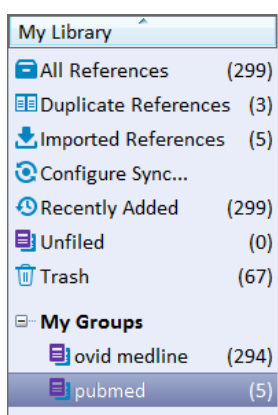 My Library
All References (299)
Duplicate References (3)
Imported References (5)
Configure Sync...
Recently Added (299)
Unfiled (0)
Trash (67)
My Groups
ovid medline (294)
pubmed (5)